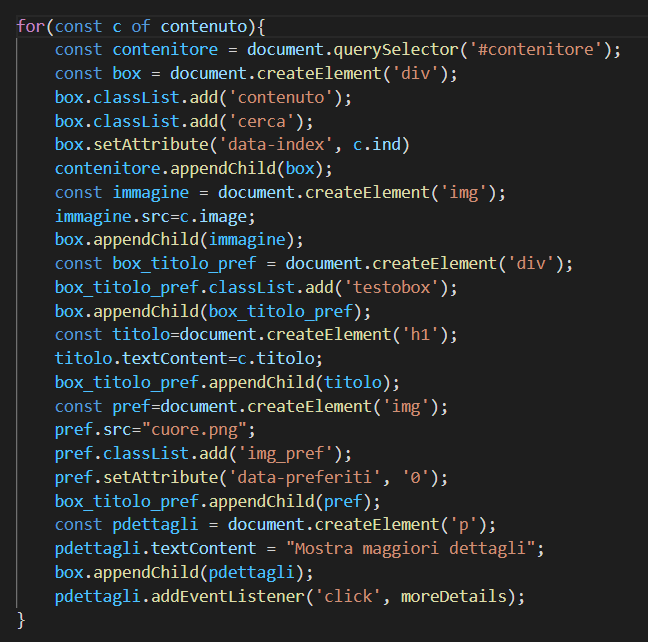 for(const c of contenuto){
    const contenitore = document.querySelector('#contenitore');
    const box = document.createElement('div');
    box.classList.add('contenuto');
    box.classList.add('cerca');
    box.setAttribute('data-index', c.ind)
    contenitore.appendChild(box);
    const immagine = document.createElement('img');
    immagine.src=c.image;
    box.appendChild(immagine);
    const box_titolo_pref = document.createElement('div');
    box_titolo_pref.classList.add('testobox');
    box.appendChild(box_titolo_pref);
    const titolo=document.createElement('h1');
    titolo.textContent=c.titolo;
    box_titolo_pref.appendChild(titolo);
    const pref=document.createElement('img');
    pref.src="cuore.png";
    pref.classList.add('img_pref');
    pref.setAttribute('data-preferiti', '0');
    box_titolo_pref.appendChild(pref);
    const pdettagli = document.createElement('p');
    pdettagli.textContent = "Mostra maggiori dettagli";
    box.appendChild(pdettagli);
    pdettagli.addEventListener('click', moreDetails);
}